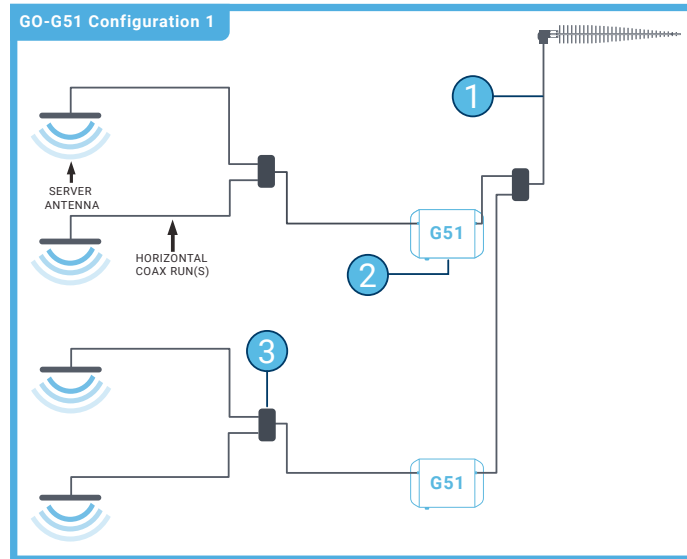 GO-G51 Configuration 1
1
SERVER
ANTENNA
G51
HORIZONTAL
COAX RUN(S)
2
3
G51